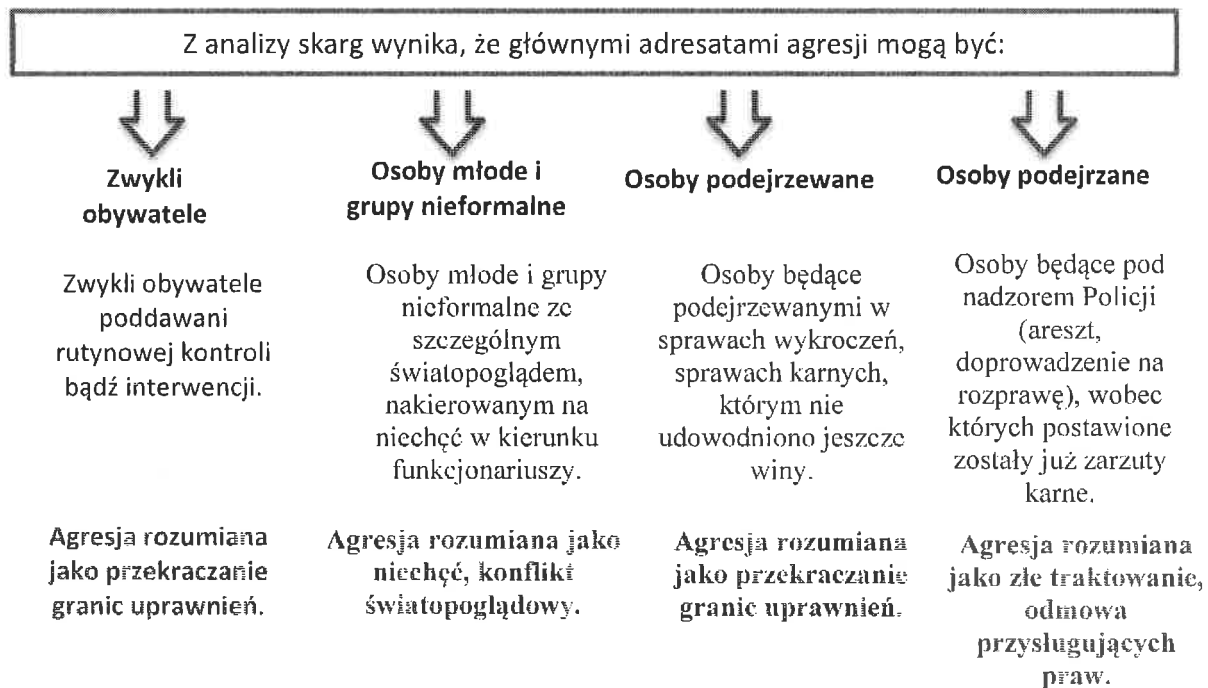 Z analizy skarg wynika, że głównymi adresatami agresji mogą być:
Zwykli
obywatele
Zwykli obywatele
poddawani
rutynowej kontroli
bądź interwencji.
Agresja rozumiana
jako przekraczanie
granic uprawnień.
Osoby młode i
grupy nieformalne
Osoby młode i grupy
nieformalne ze
szczególnym
światopoglądem,
nakierowanym na
niechęć w kierunku
funkcjonariuszy.
Agresja rozumiana jako
niechęć, konflikt
światopoglądowy.
Osoby podejrzewane
Osoby będące
podejrzewanymi w
sprawach wykroczeń,
sprawach karnych,
którym nie
udowodniono jeszcze
winy.
Agresja rozumiana
jako przekraczanie
granic uprawnień.
Osoby podejrzane
Osoby będące pod
nadzorem Policji
(areszt,
doprowadzenie na
rozprawę), wobec
których postawione
zostały już zarzuty
karne.
Agresja rozumiana
jako złe traktowanie,
odmowa
przysługujących
praw.